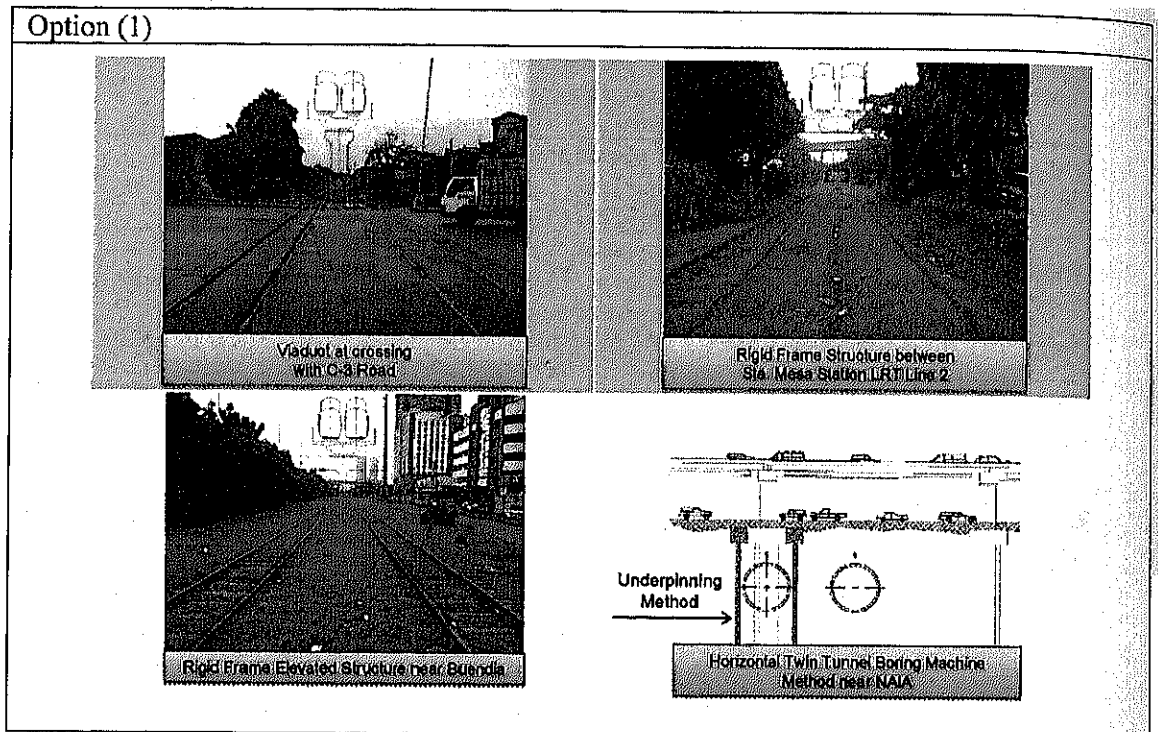 Option (1)
Viaduct at crossing
with C-3 Road
Rigid Frame Structure between
Sta. Mesa Station LRT Line 2
Rigid Frame Elevated Structure near Buendia
Underpinning
Method
Horizontal Twin Tunnel Boring Machine
Method near NAIA